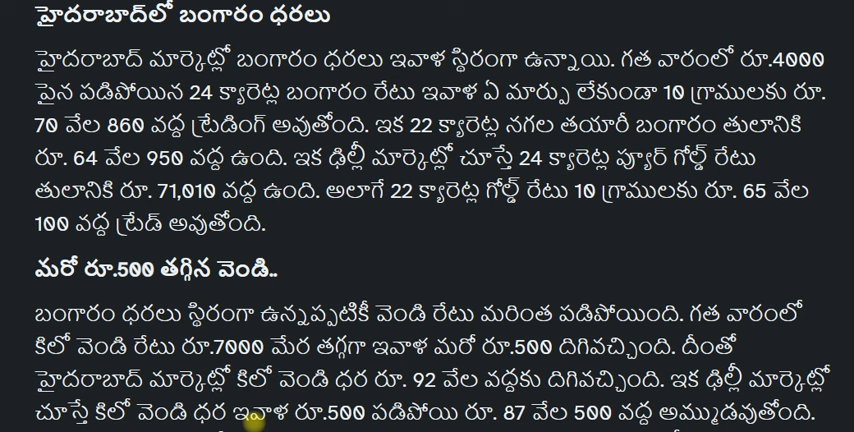 హైదరాబాద్‌లో బంగారం ధరలు
హైదరాబాద్ మార్కెట్లో బంగారం ధరలు ఇవాళ స్థిరంగా ఉన్నాయి. గత వారంలో రూ.4000
పైన పడిపోయిన 24 క్యారెట్ల బంగారం రేటు ఇవాళ ఏ మార్పు లేకుండా 10 గ్రాములకు రూ.
70 వేల 860 వద్ద ట్రేడింగ్ అవుతోంది. ఇక 22 క్యారెట్ల నగల తయారీ బంగారం తులానికి
రూ. 64 వేల 950 వద్ద ఉంది. ఇక ఢిల్లీ మార్కెట్లో చూస్తే 24 క్యారెట్ల ప్యూర్ గోల్డ్ రేటు
తులానికి రూ. 71,010 వద్ద ఉంది. అలాగే 22 క్యారెట్ల గోల్డ్ రేటు 10 గ్రాములకు రూ. 65 వేల
100 వద్ద ట్రేడ్ అవుతోంది.
మరో రూ.500 తగ్గిన వెండి..
బంగారం ధరలు స్థిరంగా ఉన్నప్పటికీ వెండి రేటు మరింత పడిపోయింది. గత వారంలో
కిలో వెండి రేటు రూ.7000 మేర తగ్గగా ఇవాళ మరో రూ.500 దిగివచ్చింది. దీంతో
హైదరాబాద్ మార్కెట్లో కిలో వెండి ధర రూ. 92 వేల వద్దకు దిగివచ్చింది. ఇక ఢిల్లీ మార్కెట్లో
చూస్తే కిలో వెండి ధర ఇవాళ రూ.500 పడిపోయి రూ. 87 వేల 500 వద్ద అమ్ముడవుతోంది.